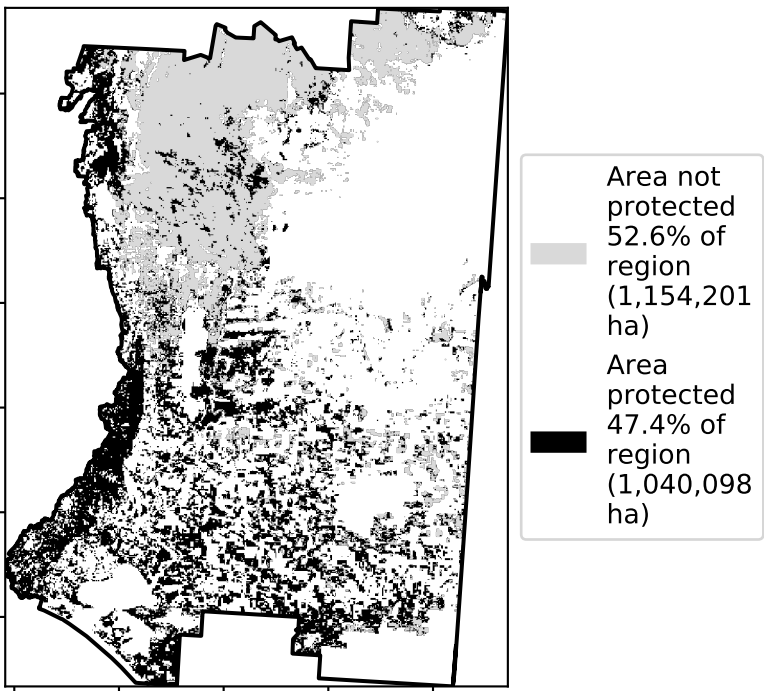 Area not
protected
52.6% of
region
(1,154,201
ha)
Area
protected
47.4% of
region
(1,040,098
ha)